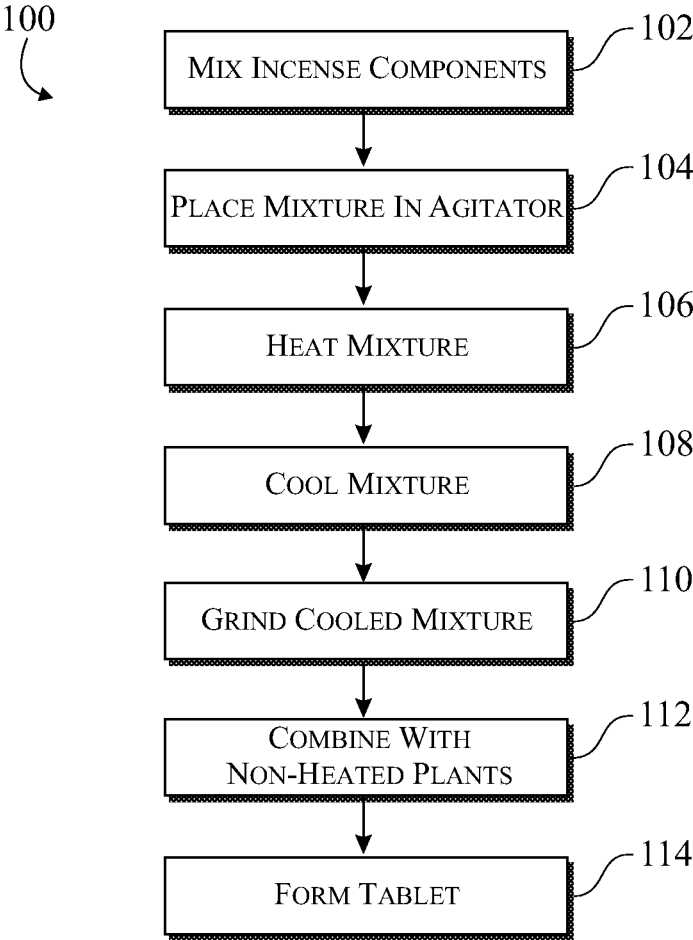 100
MIX INCENSE COMPONENTS
102
PLACE MIXTURE IN AGITATOR
104
HEAT MIXTURE
106
COOL MIXTURE
108
GRIND COOLED MIXTURE
110
COMBINE WITH
NON-HEATED PLANTS
112
FORM TABLET
114